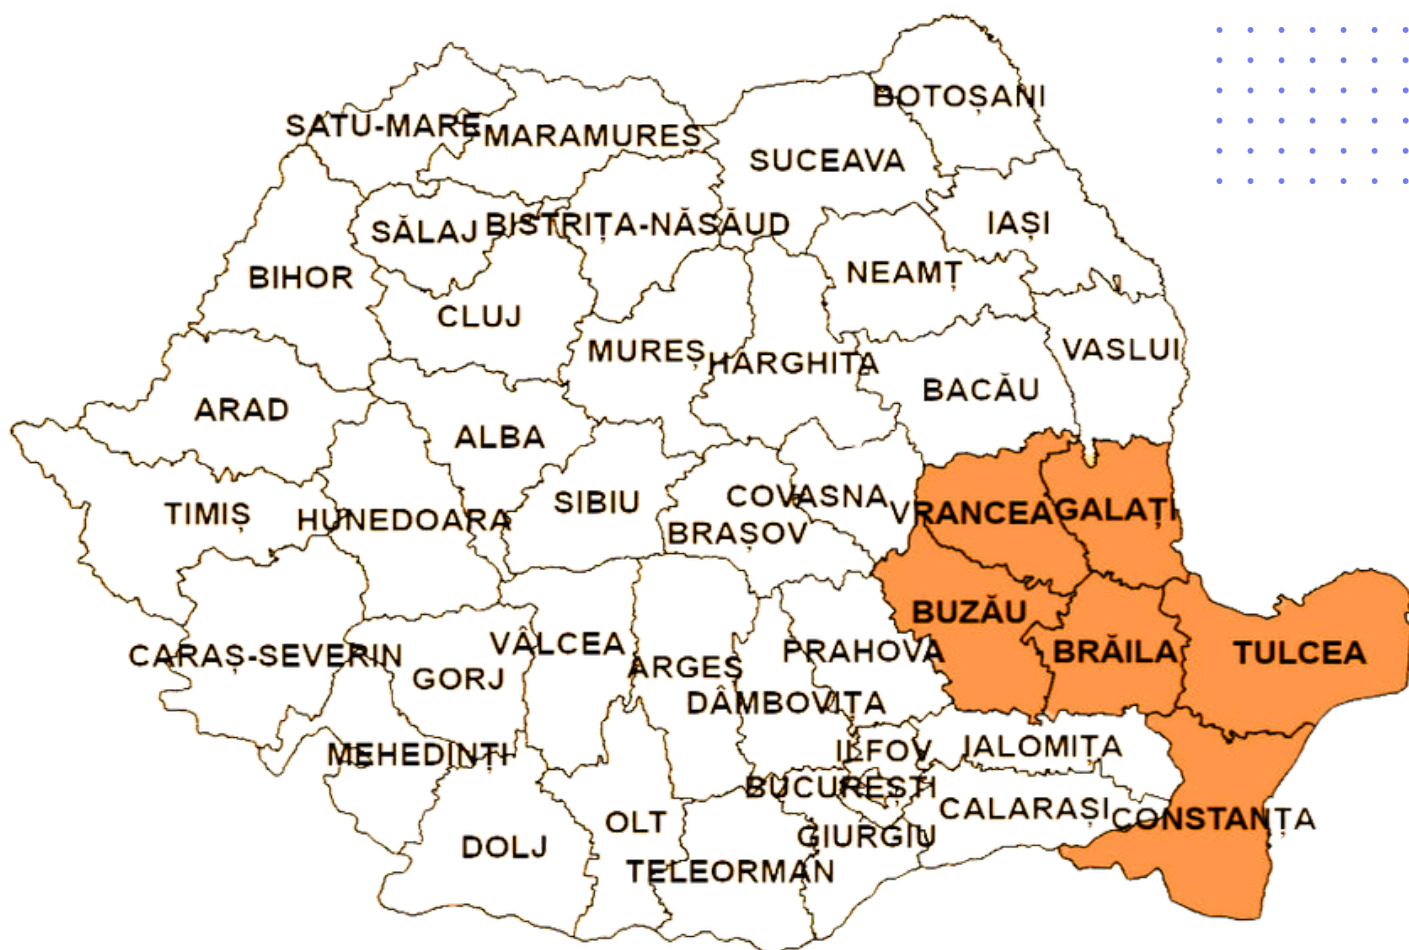 BOTOȘANI
SATU-MARE
MARAMUREȘ
SUCEAVA
SĂLAJ
BISTRIȚA-NĂSĂUD
IAȘI
BIHOR
NEAMȚ
CLUJ
MUREȘ
HARGHITA
VASLUI
BACĂU
ARAD
ALBA
TIMIȘ
HUNEDOARA
SIBIU
COVASNA
BRAȘOV
VRANCEA
GALAȚI
BUZĂU
CARAȘ-SEVERIN
GORJ
VÂLCEA
ARGEȘ
PRAHOVA
BRĂILA
TULCEA
DÂMBOVIȚA
MEHEDINȚI
ILFOV
IALOMIȚA
BUCUREȘTI
CALARAȘI
CONSTANȚA
DOLJ
OLT
GIURGIU
TELEORMAN